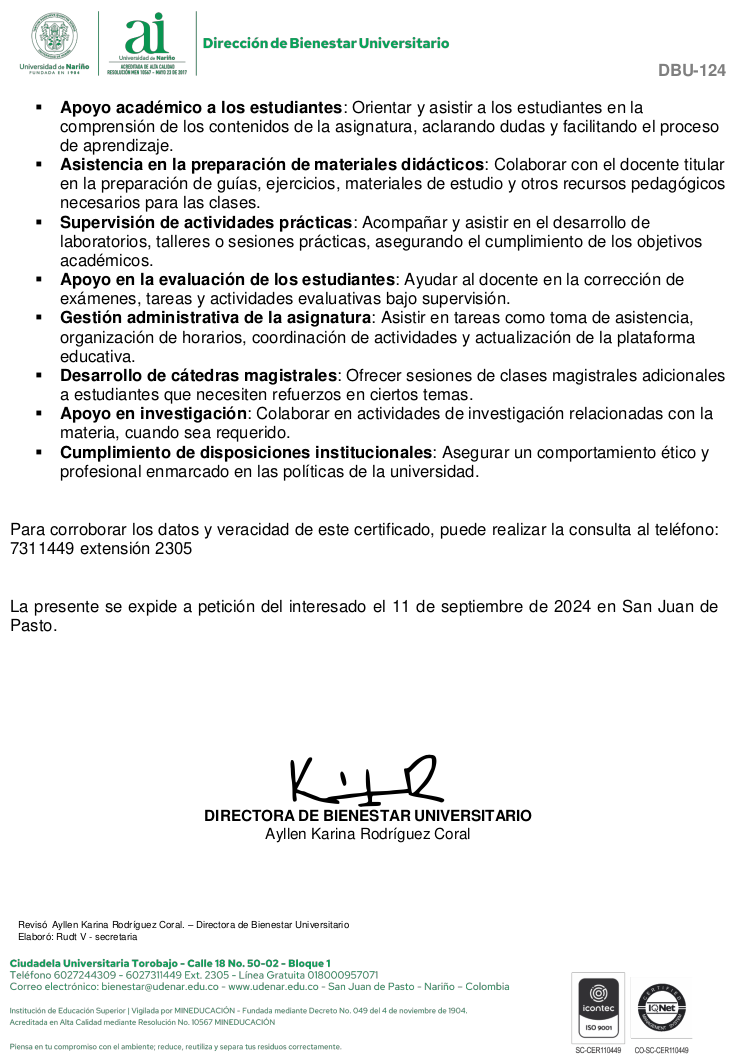 Universidad de Nariño
FUNDADA EN 1904
ai
Universidad de Nariño
ACREDITADA DE ALTA CALIDAD
RESOLUCIÓN MEN 10567 - MAYO 23 DE 2017
Dirección de Bienestar Universitario
DBU-124
▪ Apoyo académico a los estudiantes: Orientar y asistir a los estudiantes en la
comprensión de los contenidos de la asignatura, aclarando dudas y facilitando el proceso
de aprendizaje.
▪ Asistencia en la preparación de materiales didácticos: Colaborar con el docente titular
en la preparación de guías, ejercicios, materiales de estudio y otros recursos pedagógicos
necesarios para las clases.
▪ Supervisión de actividades prácticas: Acompañar y asistir en el desarrollo de
laboratorios, talleres o sesiones prácticas, asegurando el cumplimiento de los objetivos
académicos.
▪ Apoyo en la evaluación de los estudiantes: Ayudar al docente en la corrección de
exámenes, tareas y actividades evaluativas bajo supervisión.
▪ Gestión administrativa de la asignatura: Asistir en tareas como toma de asistencia,
organización de horarios, coordinación de actividades y actualización de la plataforma
educativa.
▪ Desarrollo de cátedras magistrales: Ofrecer sesiones de clases magistrales adicionales
a estudiantes que necesiten refuerzos en ciertos temas.
▪ Apoyo en investigación: Colaborar en actividades de investigación relacionadas con la
materia, cuando sea requerido.
▪ Cumplimiento de disposiciones institucionales: Asegurar un comportamiento ético y
profesional enmarcado en las políticas de la universidad.
Para corroborar los datos y veracidad de este certificado, puede realizar la consulta al teléfono:
7311449 extensión 2305
La presente se expide a petición del interesado el 11 de septiembre de 2024 en San Juan de
Pasto.
DIRECTORA DE BIENESTAR UNIVERSITARIO
Ayllen Karina Rodríguez Coral
Revisó Ayllen Karina Rodríguez Coral. – Directora de Bienestar Universitario
Elaboró: Rudt V - secretaria
Ciudadela Universitaria Torobajo - Calle 18 No. 50-02 - Bloque 1
Teléfono 6027244309 - 6027311449 Ext. 2305 - Línea Gratuita 018000957071
Correo electrónico: bienestar@udenar.edu.co - www.udenar.edu.co - San Juan de Pasto - Nariño – Colombia
Institución de Educación Superior | Vigilada por MINEDUCACIÓN - Fundada mediante Decreto No. 049 del 4 de noviembre de 1904.
Acreditada en Alta Calidad mediante Resolución No. 10567 MINEDUCACIÓN
Piensa en tu compromiso con el ambiente; reduce, reutiliza y separa tus residuos correctamente.
icontec
ISO 9001
SC-CER110449
CERTIFIED
IQNet
MANAGEMENT SYSTEM
CO-SC-CER110449